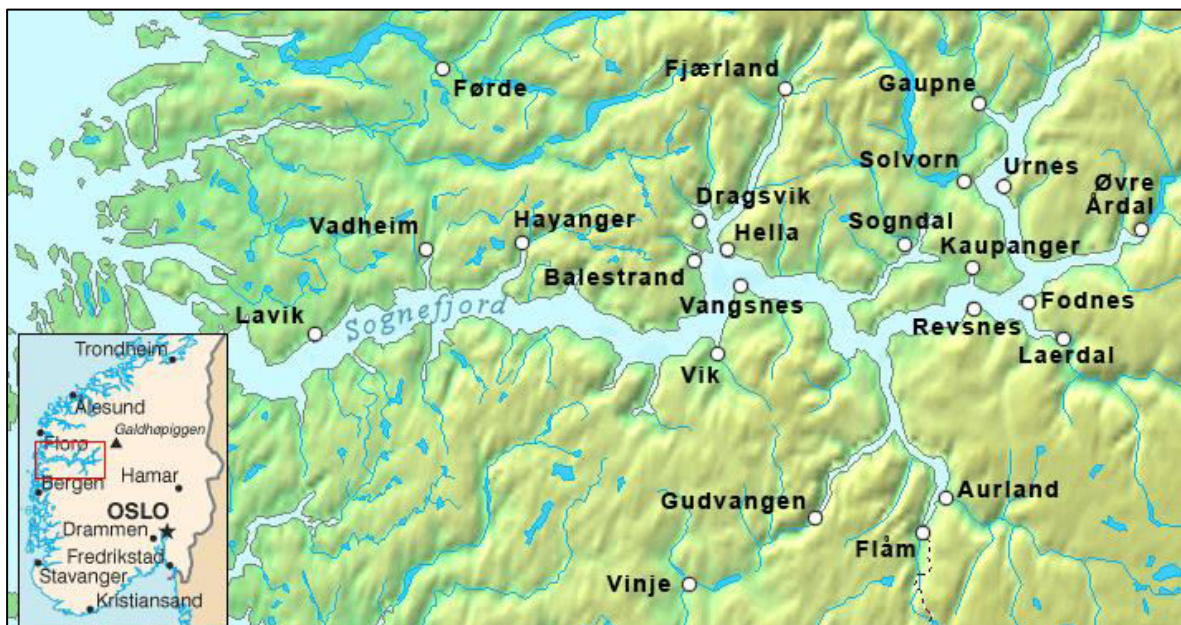 Førde
Fjærland
Gaupne
Solvorn
Urnes
Øvre
Årdal
Dragsvik
Vadheim
Høyanger
Hella
Sogndal
Kaupanger
Balestrand
Vangsnes
Lavik
Sognefjord
Revsnes
Fodnes
Laerdal
Vik
Gudvangen
Aurland
Flåm
Vinje
Trondheim
Ålesund
Galdhøpiggen
Florø
Hamar
Bergen
OSLO
Drammen
Fredrikstad
Stavanger
Kristiansand